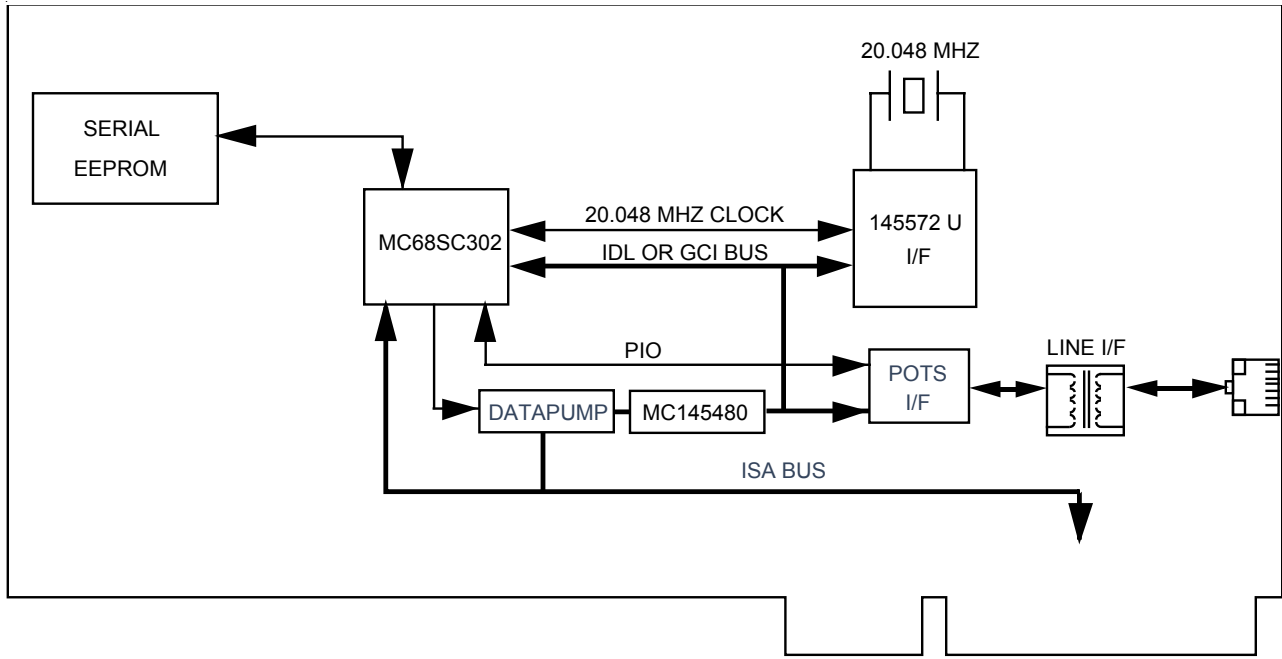 20.048 MHZ
SERIAL
EEPROM
MC68SC302
20.048 MHZ CLOCK
145572 U
I/F
IDL OR GCI BUS
PIO
POTS
I/F
LINE I/F
DATAPUMP
MC145480
ISA BUS